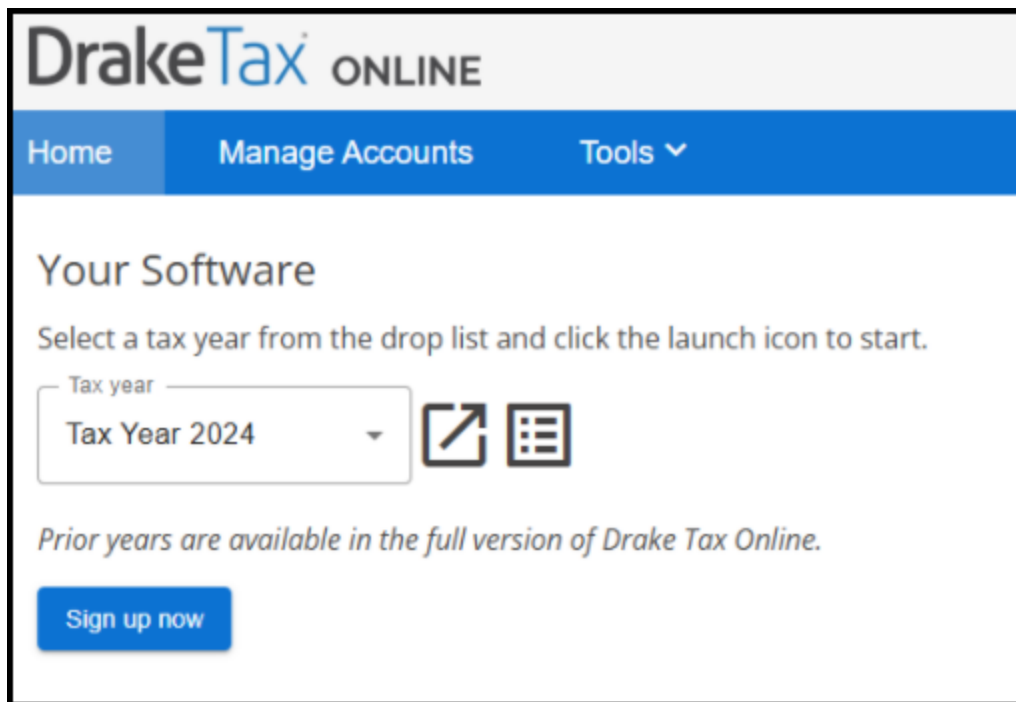 DrakeTax ONLINE
Home Manage Accounts Tools
Your Software
Select a tax year from the drop list and click the launch icon to start.
Tax year
Tax Year 2024
Prior years are available in the full version of Drake Tax Online.
Sign up now